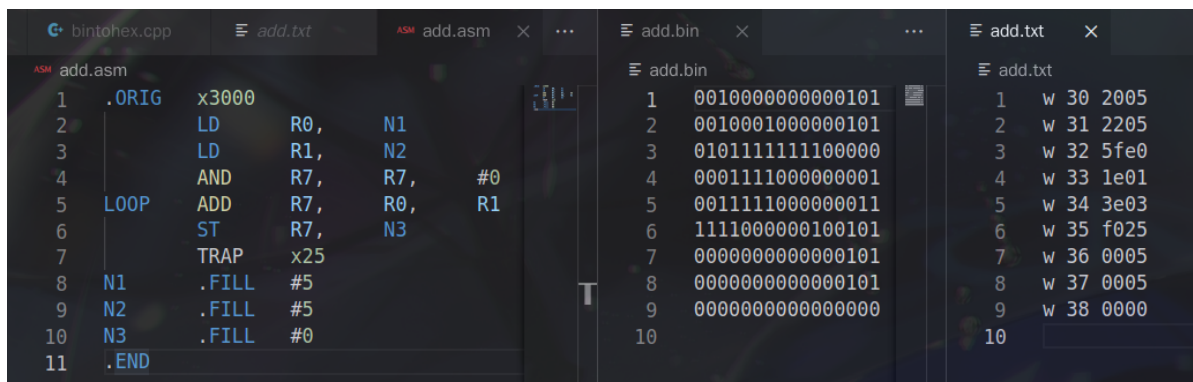 bintohex.cpp add.txt ASM add.asm × ...
ASM add.asm
1 .ORIG x3000
2 LD R0, N1
3 LD R1, N2
4 AND R7, R7, #0
5 LOOP ADD R7, R0, R1
6 ST R7, N3
7 TRAP x25
8 N1 .FILL #5
9 N2 .FILL #5
10 N3 .FILL #0
11 .END
add.bin × ...
add.bin
1 0010000000000101
2 0010001000000101
3 0101111111100000
4 0001111000000001
5 0011111000000011
6 1111000000100101
7 0000000000000101
8 0000000000000101
9 0000000000000000
10
add.txt ×
add.txt
1 w 30 2005
2 w 31 2205
3 w 32 5fe0
4 w 33 1e01
5 w 34 3e03
6 w 35 f025
7 w 36 0005
8 w 37 0005
9 w 38 0000
10